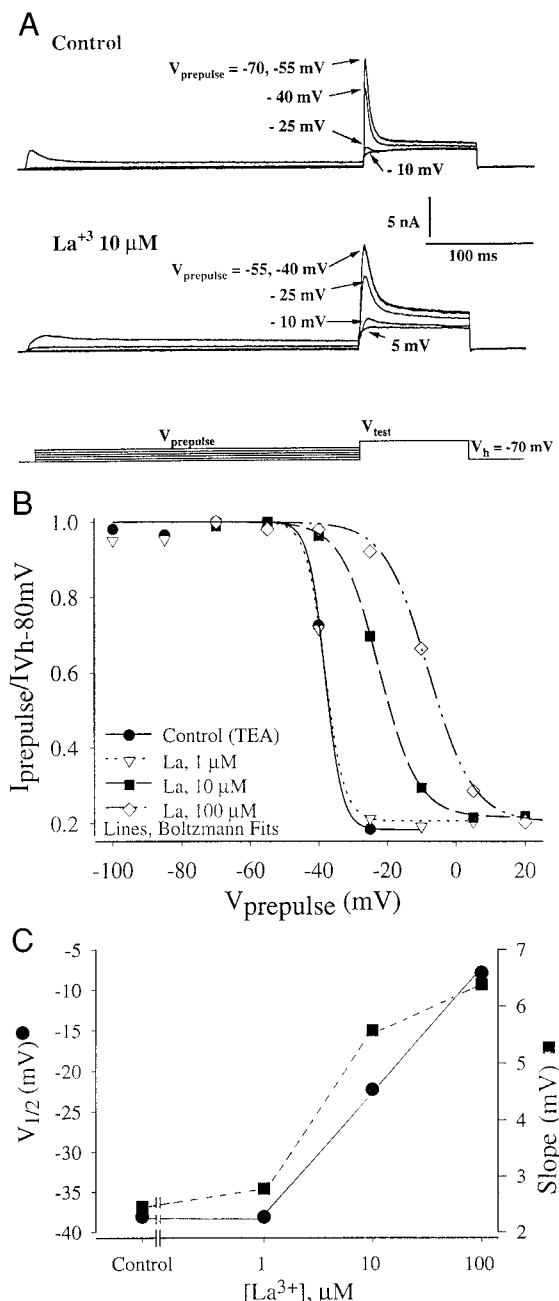 A
Control
Vprepulse = -70, -55 mV
- 40 mV
- 25 mV
- 10 mV
5 nA
100 ms
La+3 10 μM
Vprepulse = -55, -40 mV
- 25 mV
- 10 mV
5 mV
Vprepulse
Vtest
Vh = -70 mV
B
1.0
0.8
0.6
0.4
0.2
Iprepulse/IVh-80mV
Control (TEA)
La, 1 μM
La, 10 μM
La, 100 μM
Lines, Boltzmann Fits
-100
-80
-60
-40
-20
0
20
Vprepulse (mV)
C
-5
-10
-15
-20
-25
-30
-35
-40
V1/2 (mV)
7
6
5
4
3
2
Slope (mV)
Control
1
10
100
[La3+], μM